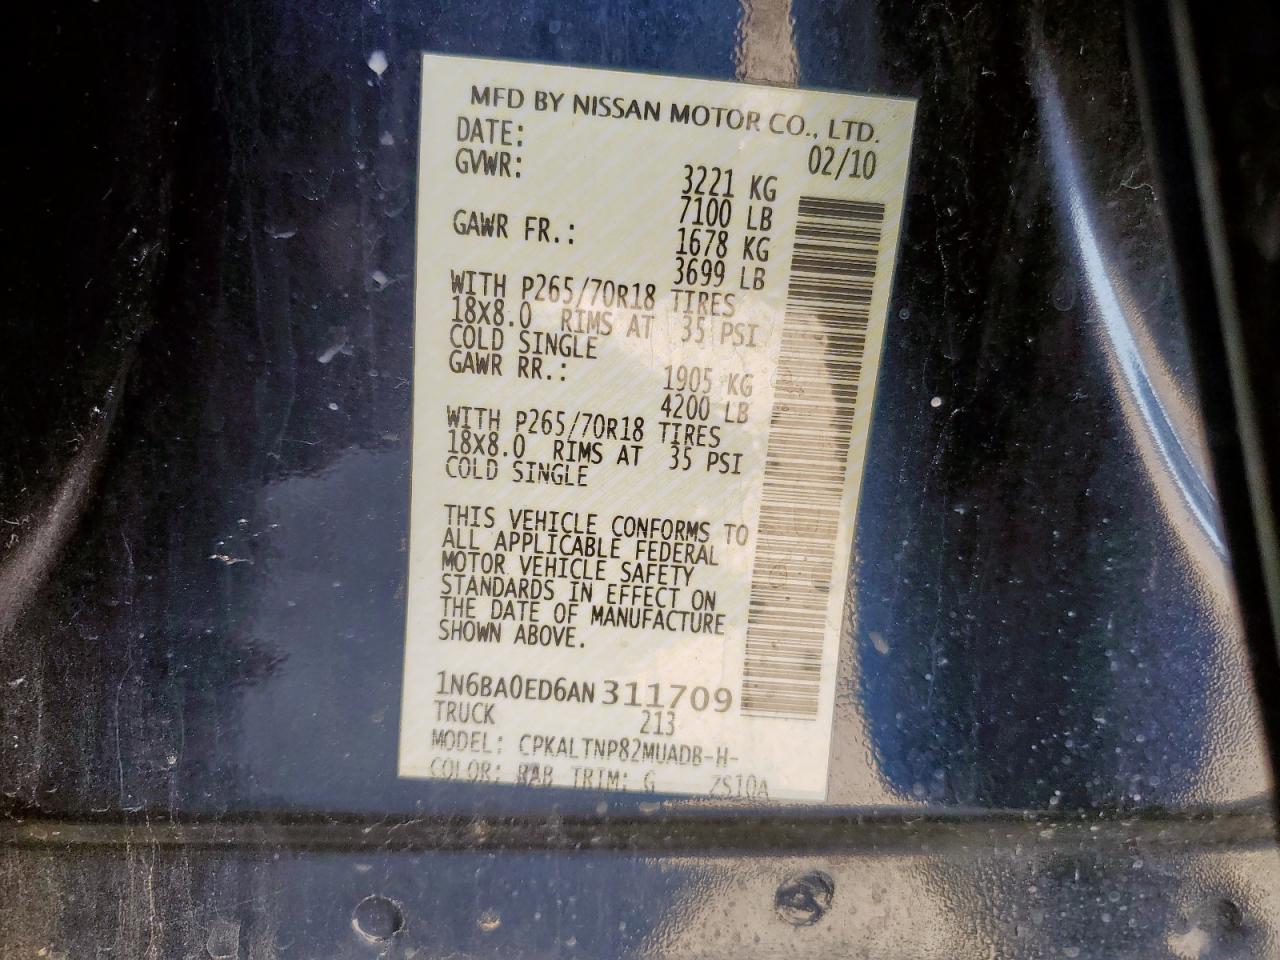 MFD BY NISSAN MOTOR CO., LTD.
DATE: 02/10
GVWR: 3221 KG
7100 LB
GAWR FR.: 1678 KG
3699 LB
WITH P265/70R18 TIRES
18X8.0 RIMS AT 35 PSI
COLD SINGLE
GAWR RR.: 1905 KG
4200 LB
WITH P265/70R18 TIRES
18X8.0 RIMS AT 35 PSI
COLD SINGLE
THIS VEHICLE CONFORMS TO
ALL APPLICABLE FEDERAL
MOTOR VEHICLE SAFETY
STANDARDS IN EFFECT ON
THE DATE OF MANUFACTURE
SHOWN ABOVE.
1N6BA0ED6AN311709
TRUCK 213
MODEL: CPKALTNP82MUADB-H-
COLOR: RAB TRIM: G ZS10A